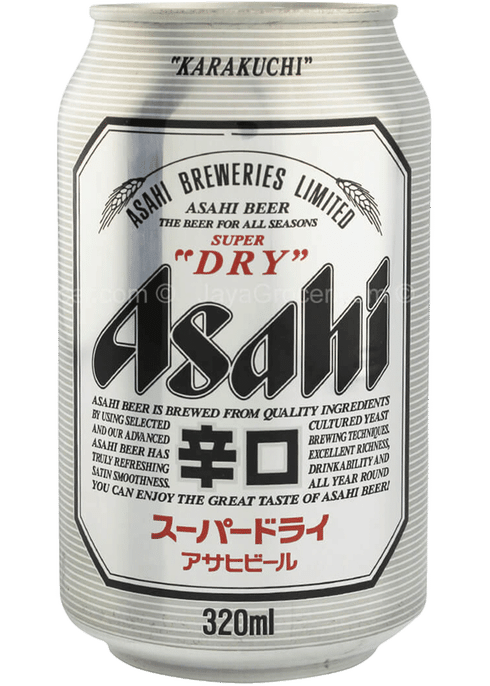 "KARAKUCHI"
ASAHI BREWERIES LIMITED
ASAHI BEER
THE BEER FOR ALL SEASONS
SUPER
"DRY"
JayaGrocer.com ©
Asahi
ASAHI BEER IS BREWED FROM QUALITY INGREDIENTS
BY USING SELECTED CULTURED YEAST
AND OUR ADVANCED BREWING TECHNIQUES.
ASAHI BEER HAS EXCELLENT RICHNESS,
TRULY REFRESHING DRINKABILITY AND
SATIN SMOOTHNESS. ALL YEAR ROUND
辛口
YOU CAN ENJOY THE GREAT TASTE OF ASAHI BEER!
スーパードライ
アサヒビール
320ml